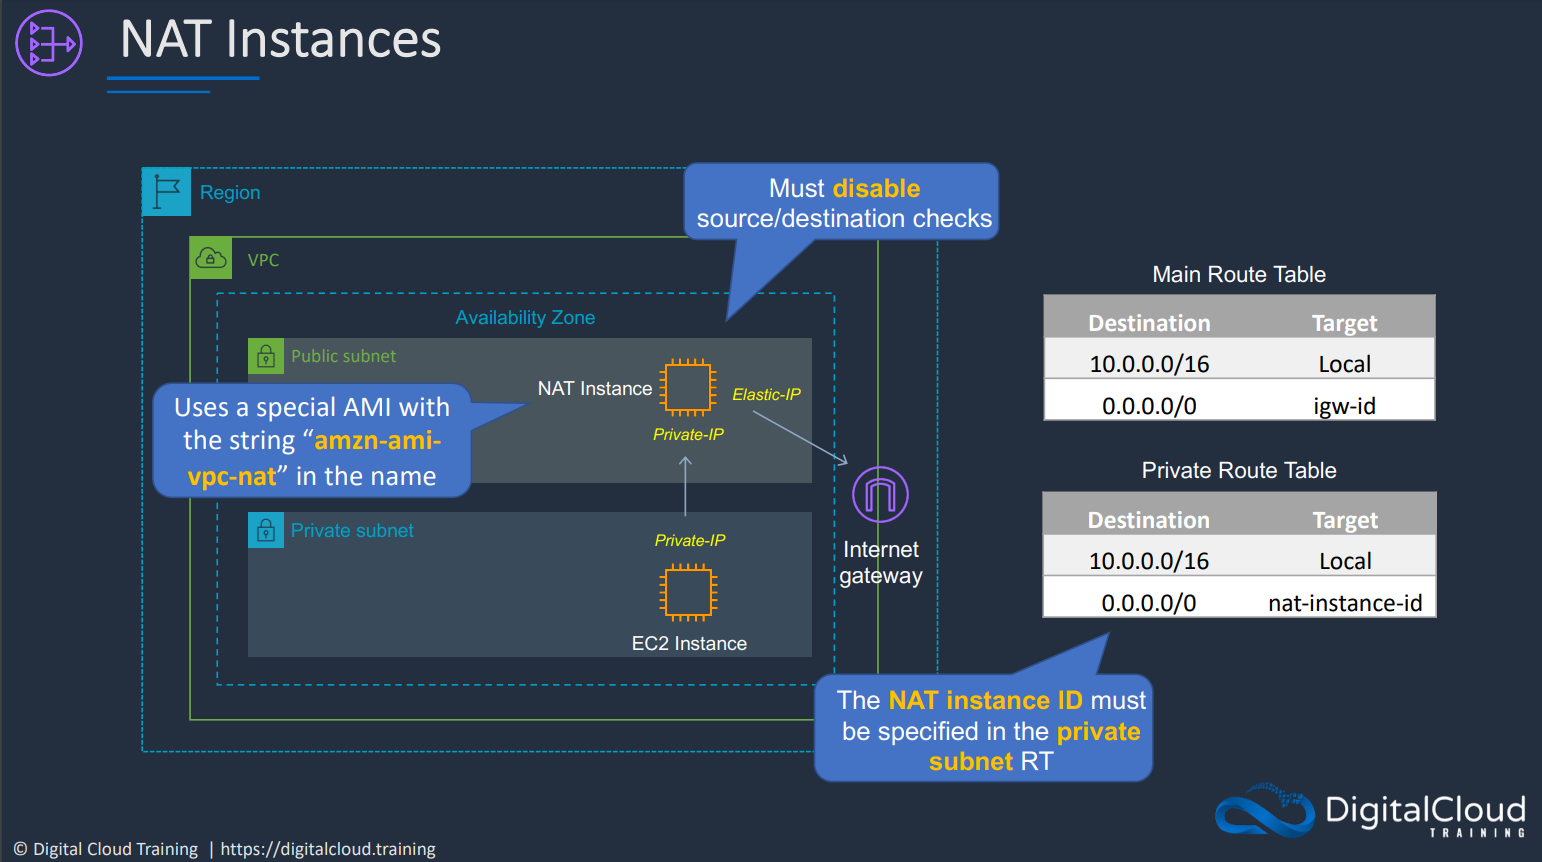 NAT Instances
Region
Must disable
source/destination checks
VPC
Availability Zone
Public subnet
NAT Instance
Elastic-IP
Private-IP
Uses a special AMI with
the string “amzn-ami-
vpc-nat” in the name
Private subnet
Private-IP
EC2 Instance
Internet
gateway
Main Route Table
Destination Target
10.0.0.0/16 Local
0.0.0.0/0 igw-id
Private Route Table
Destination Target
10.0.0.0/16 Local
0.0.0.0/0 nat-instance-id
The NAT instance ID must
be specified in the private
subnet RT
DigitalCloud
TRAINING
© Digital Cloud Training | https://digitalcloud.training